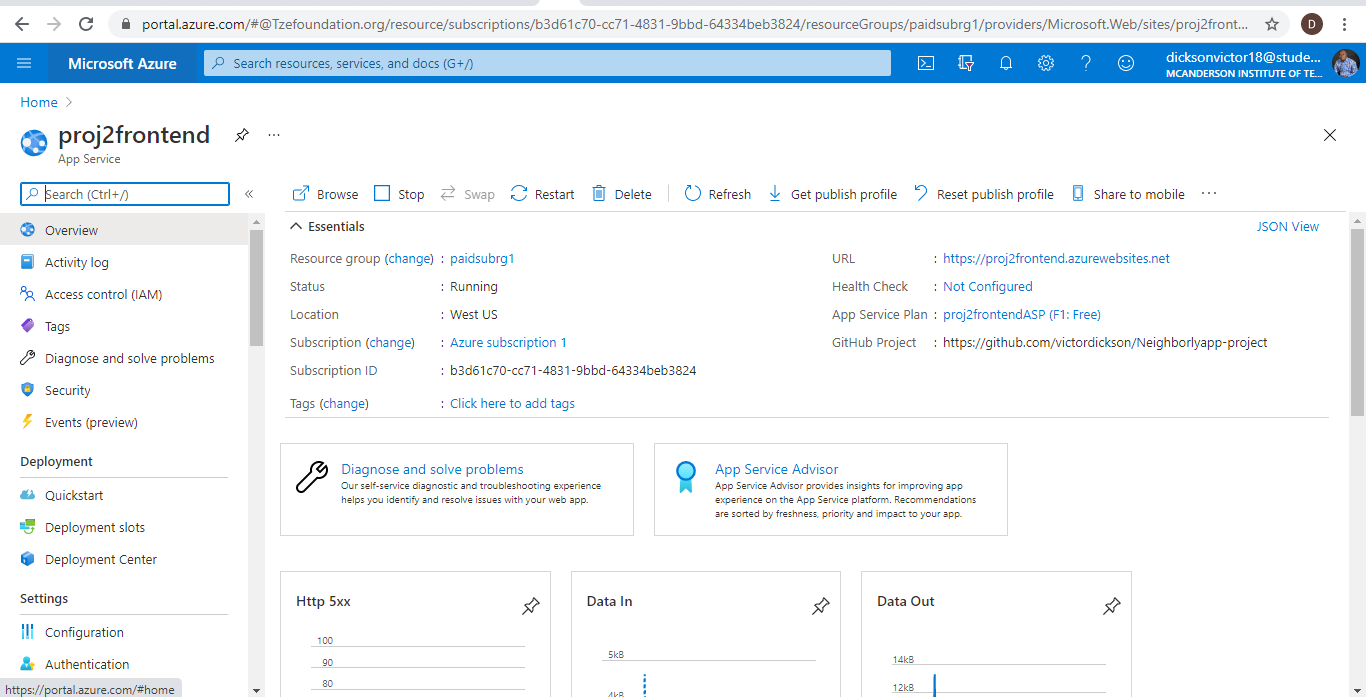 portal.azure.com/#@Tzefoundation.org/resource/subscriptions/b3d61c70-cc71-4831-9bbd-64334beb3824/resourceGroups/paidsubrg1/providers/Microsoft.Web/sites/proj2front...
D
Microsoft Azure
Search resources, services, and docs (G+/)
dicksonvictor18@stude...
MCANDERSON INSTITUTE OF TE...
Home
proj2frontend
...
App Service
Search (Ctrl+/)
«
Browse Stop Swap Restart Delete Refresh Get publish profile Reset publish profile Share to mobile ...
Overview
Activity log
Access control (IAM)
Tags
Diagnose and solve problems
Security
Events (preview)
Deployment
Quickstart
Deployment slots
Deployment Center
Settings
Configuration
Authentication
https://portal.azure.com/#home
Essentials
JSON View
Resource group (change) : paidsubrg1
Status : Running
Location : West US
Subscription (change) : Azure subscription 1
Subscription ID : b3d61c70-cc71-4831-9bbd-64334beb3824
Tags (change) : Click here to add tags
URL : https://proj2frontend.azurewebsites.net
Health Check : Not Configured
App Service Plan : proj2frontendASP (F1: Free)
GitHub Project : https://github.com/victordickson/Neighborlyapp-project
Diagnose and solve problems
Our self-service diagnostic and troubleshooting experience
helps you identify and resolve issues with your web app.
App Service Advisor
App Service Advisor provides insights for improving app
experience on the App Service platform. Recommendations
are sorted by freshness, priority and impact to your app.
Http 5xx
100
90
80
Data In
5kB
4kB
Data Out
14kB
12kB